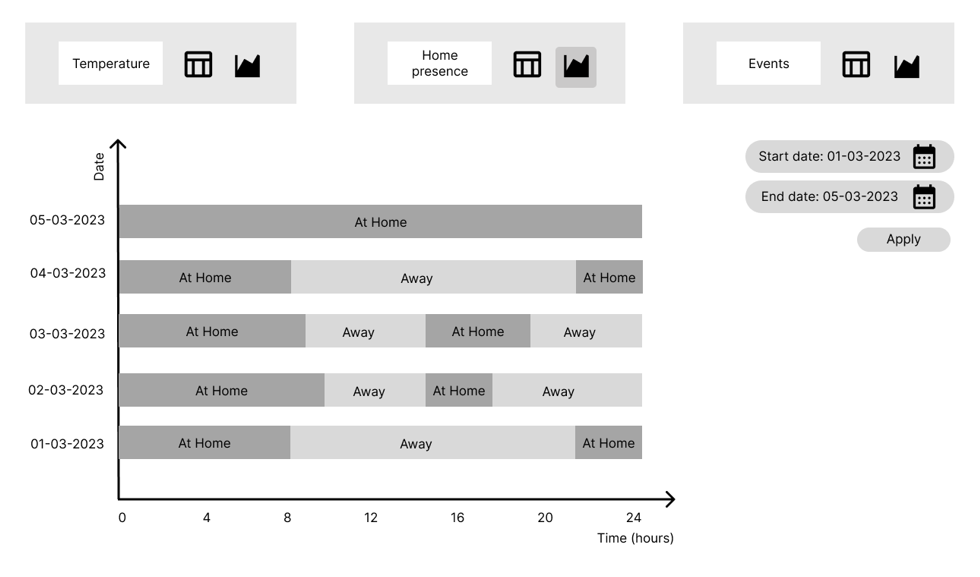 Temperature
Home
presence
Events
Date
Start date: 01-03-2023
End date: 05-03-2023
Apply
05-03-2023
At Home
04-03-2023
At Home
Away
At Home
03-03-2023
At Home
Away
At Home
Away
02-03-2023
At Home
Away
At Home
Away
01-03-2023
At Home
Away
At Home
0 4 8 12 16 20 24
Time (hours)